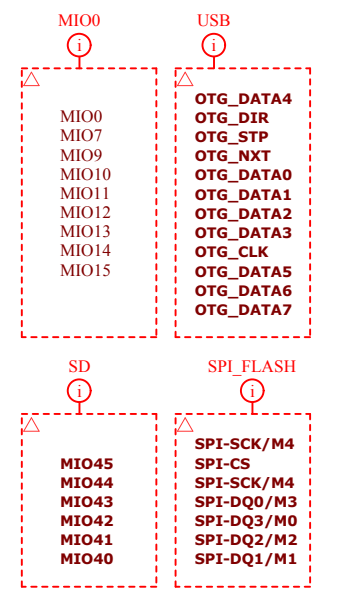 MIO0
i
MIO0
MIO7
MIO9
MIO10
MIO11
MIO12
MIO13
MIO14
MIO15
USB
i
OTG_DATA4
OTG_DIR
OTG_STP
OTG_NXT
OTG_DATA0
OTG_DATA1
OTG_DATA2
OTG_DATA3
OTG_CLK
OTG_DATA5
OTG_DATA6
OTG_DATA7
SD
i
MIO45
MIO44
MIO43
MIO42
MIO41
MIO40
SPI_FLASH
i
SPI-SCK/M4
SPI-CS
SPI-SCK/M4
SPI-DQ0/M3
SPI-DQ3/M0
SPI-DQ2/M2
SPI-DQ1/M1